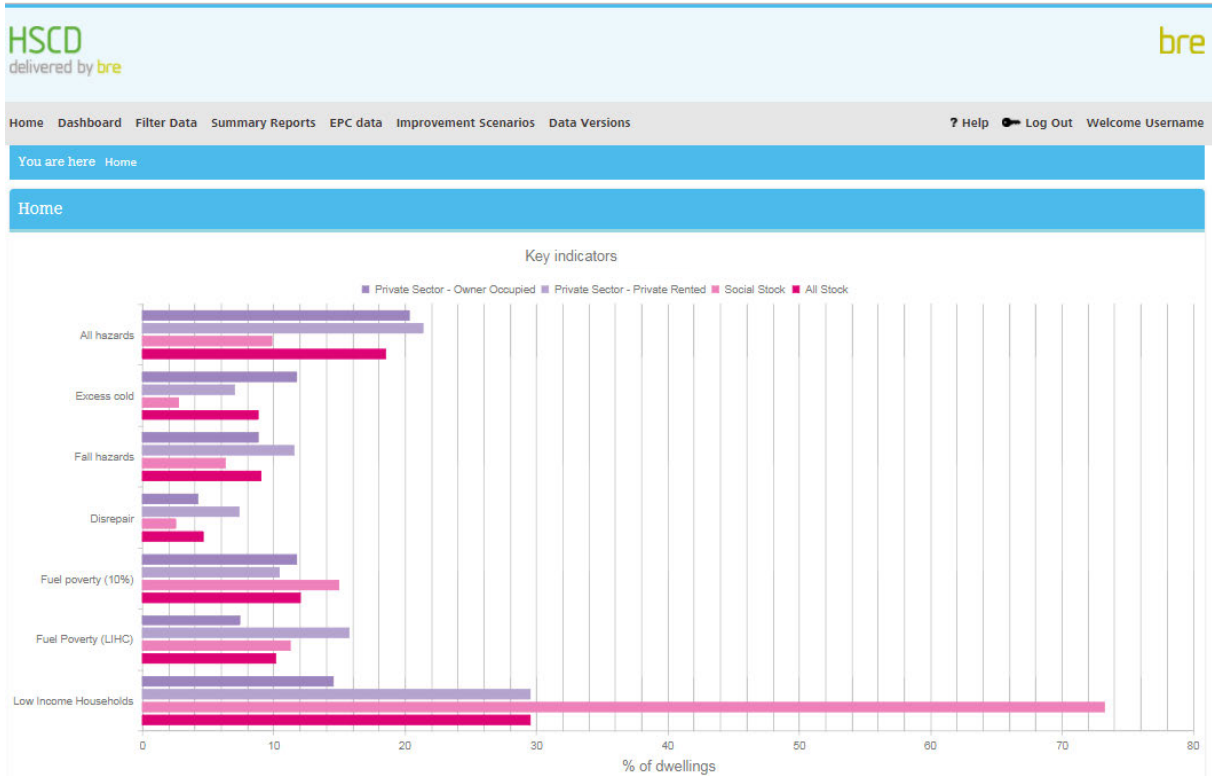 HSCD
delivered by bre
bre
Home Dashboard Filter Data Summary Reports EPC data Improvement Scenarios Data Versions ? Help Log Out Welcome Username
You are here Home
Home
Key indicators
Private Sector - Owner Occupied Private Sector - Private Rented Social Stock All Stock
All hazards
Excess cold
Fall hazards
Disrepair
Fuel poverty (10%)
Fuel Poverty (LIHC)
Low Income Households
0 10 20 30 40 50 60 70 80
% of dwellings